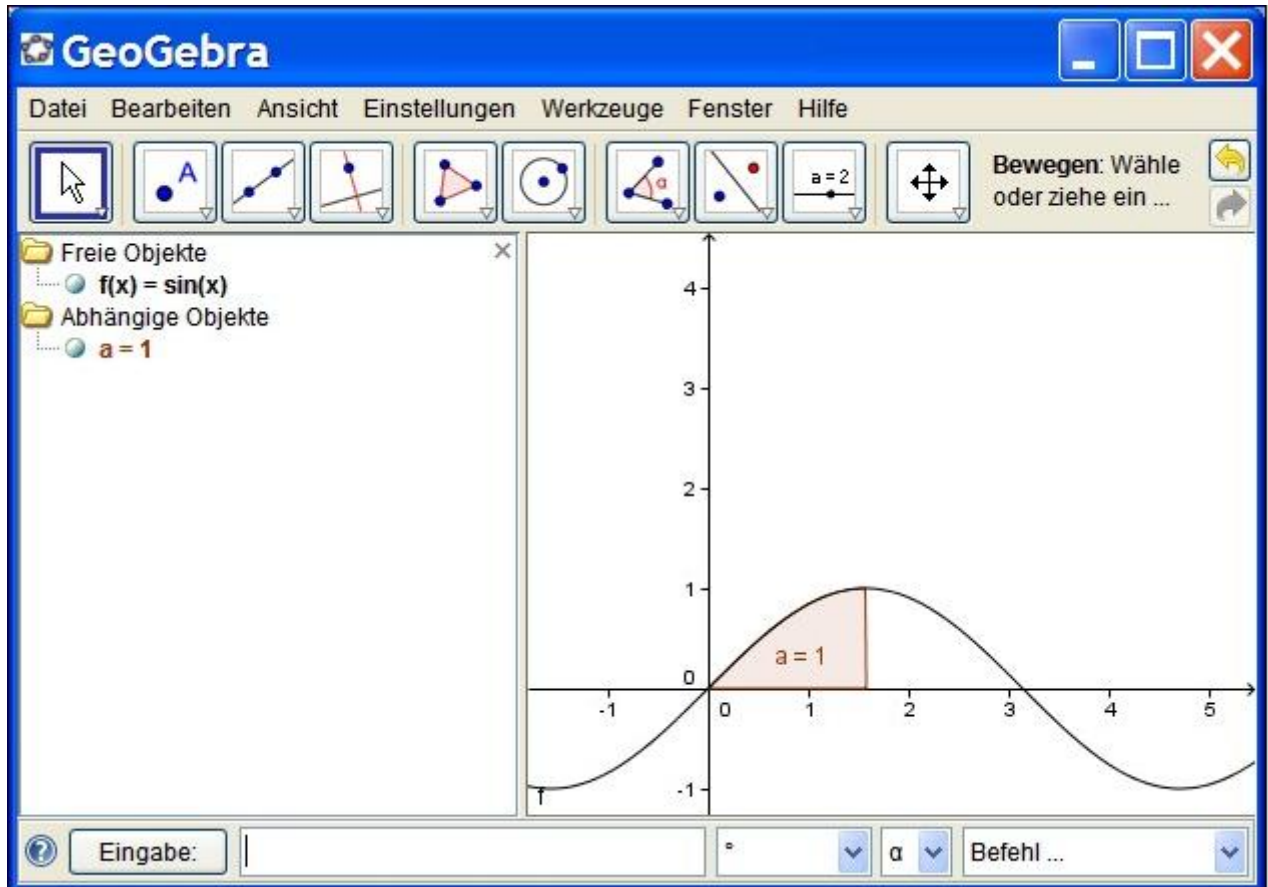 GeoGebra
Datei Bearbeiten Ansicht Einstellungen Werkzeuge Fenster Hilfe
A
α
a = 2
Bewegen: Wähle
oder ziehe ein ...
Freie Objekte
f(x) = sin(x)
Abhängige Objekte
a = 1
4
3
2
1
a = 1
0
-1 0 1 2 3 4 5
f
-1
Eingabe: ° α Befehl ...